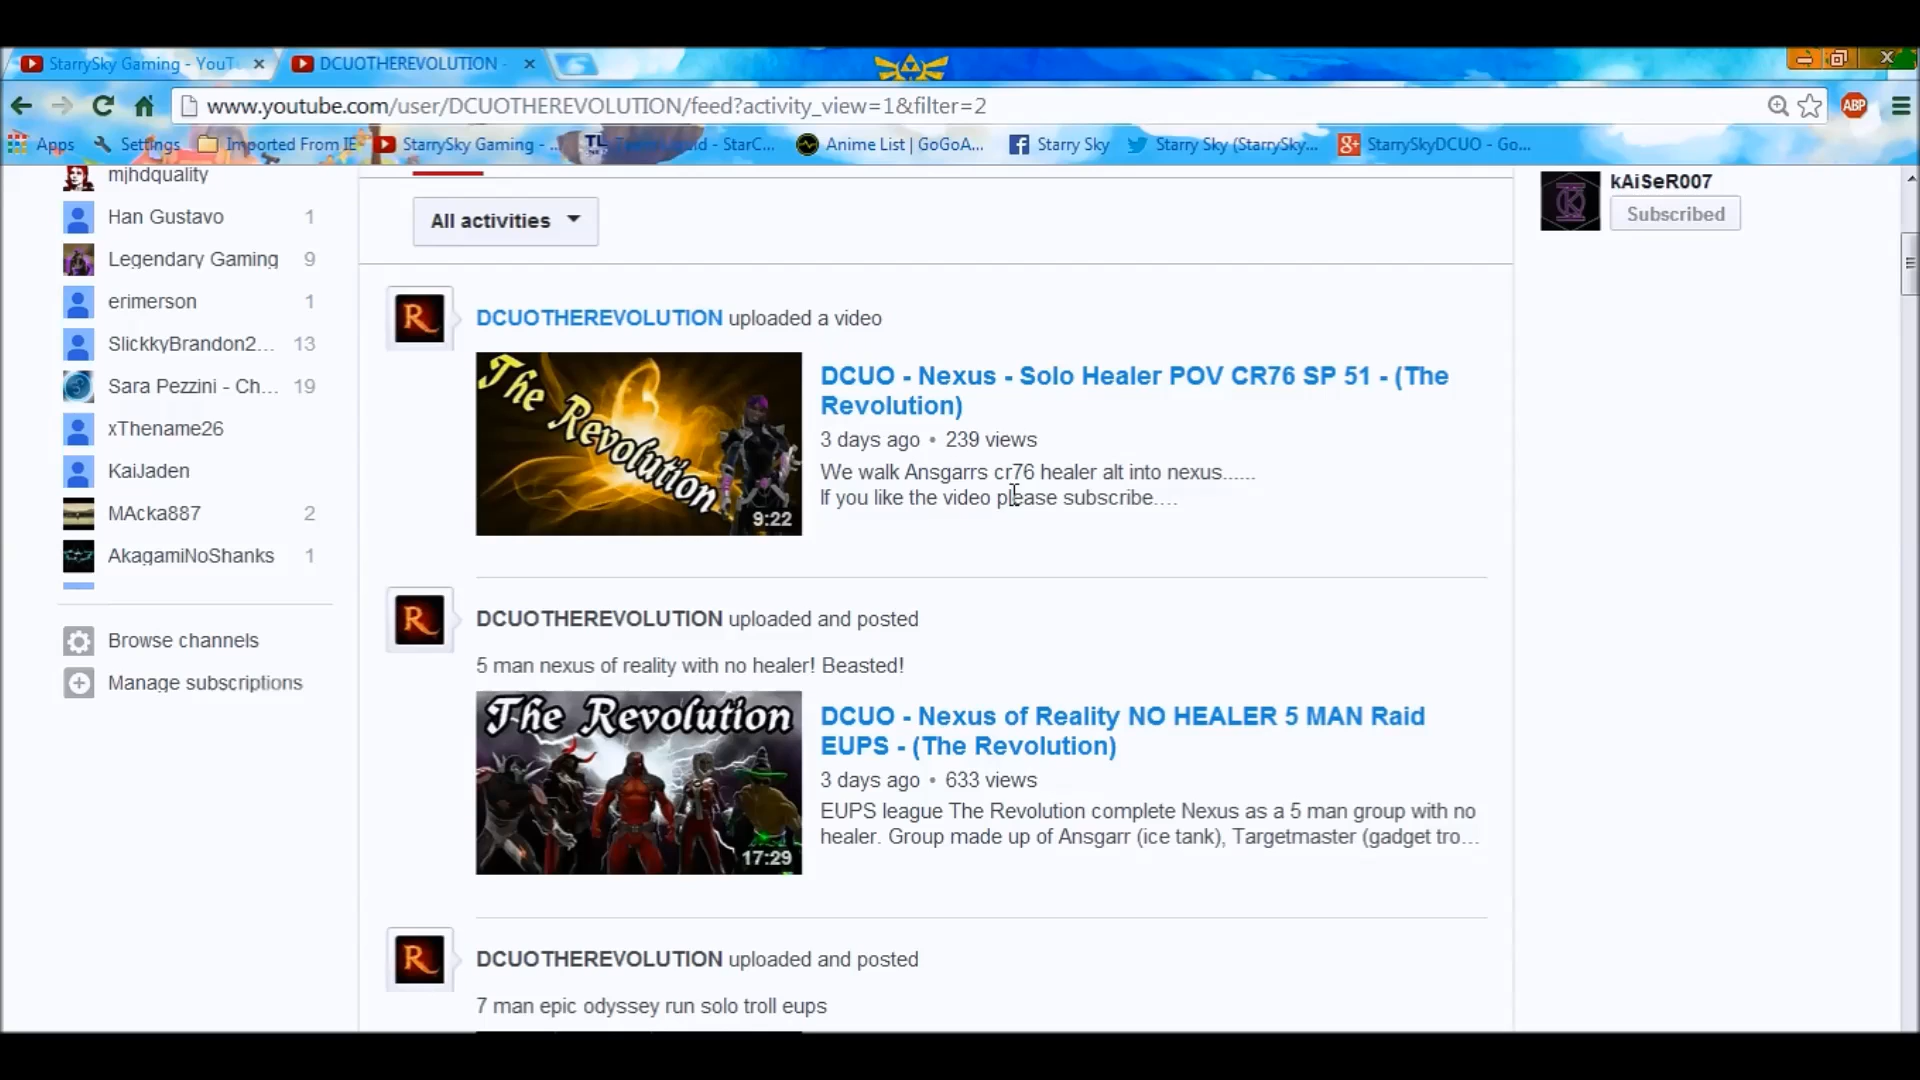 StarrySky Gaming - YouT
DCUOTHEREVOLUTION -
www.youtube.com/user/DCUOTHEREVOLUTION/feed?activity_view=1&filter=2
ABP
Apps
Settings
Imported From IE
StarrySky Gaming - ...
TL
StarC...
Anime List | GoGoA...
Starry Sky
Starry Sky (StarrySky...
StarrySkyDCUO - Go...
mjhdquality
Han Gustavo 1
Legendary Gaming 9
erimerson 1
SlickkyBrandon2... 13
Sara Pezzini - Ch... 19
xThename26
KaiJaden
MAcka887 2
AkagamiNoShanks 1
Browse channels
Manage subscriptions
All activities
DCUOTHEREVOLUTION uploaded a video
The Revolution
9:22
DCUO - Nexus - Solo Healer POV CR76 SP 51 - (The
Revolution)
3 days ago • 239 views
We walk Ansgarrs cr76 healer alt into nexus......
If you like the video please subscribe....
DCUOTHEREVOLUTION uploaded and posted
5 man nexus of reality with no healer! Beasted!
The Revolution
17:29
DCUO - Nexus of Reality NO HEALER 5 MAN Raid
EUPS - (The Revolution)
3 days ago • 633 views
EUPS league The Revolution complete Nexus as a 5 man group with no
healer. Group made up of Ansgarr (ice tank), Targetmaster (gadget tro...
DCUOTHEREVOLUTION uploaded and posted
7 man epic odyssey run solo troll eups
kAiSeR007
Subscribed